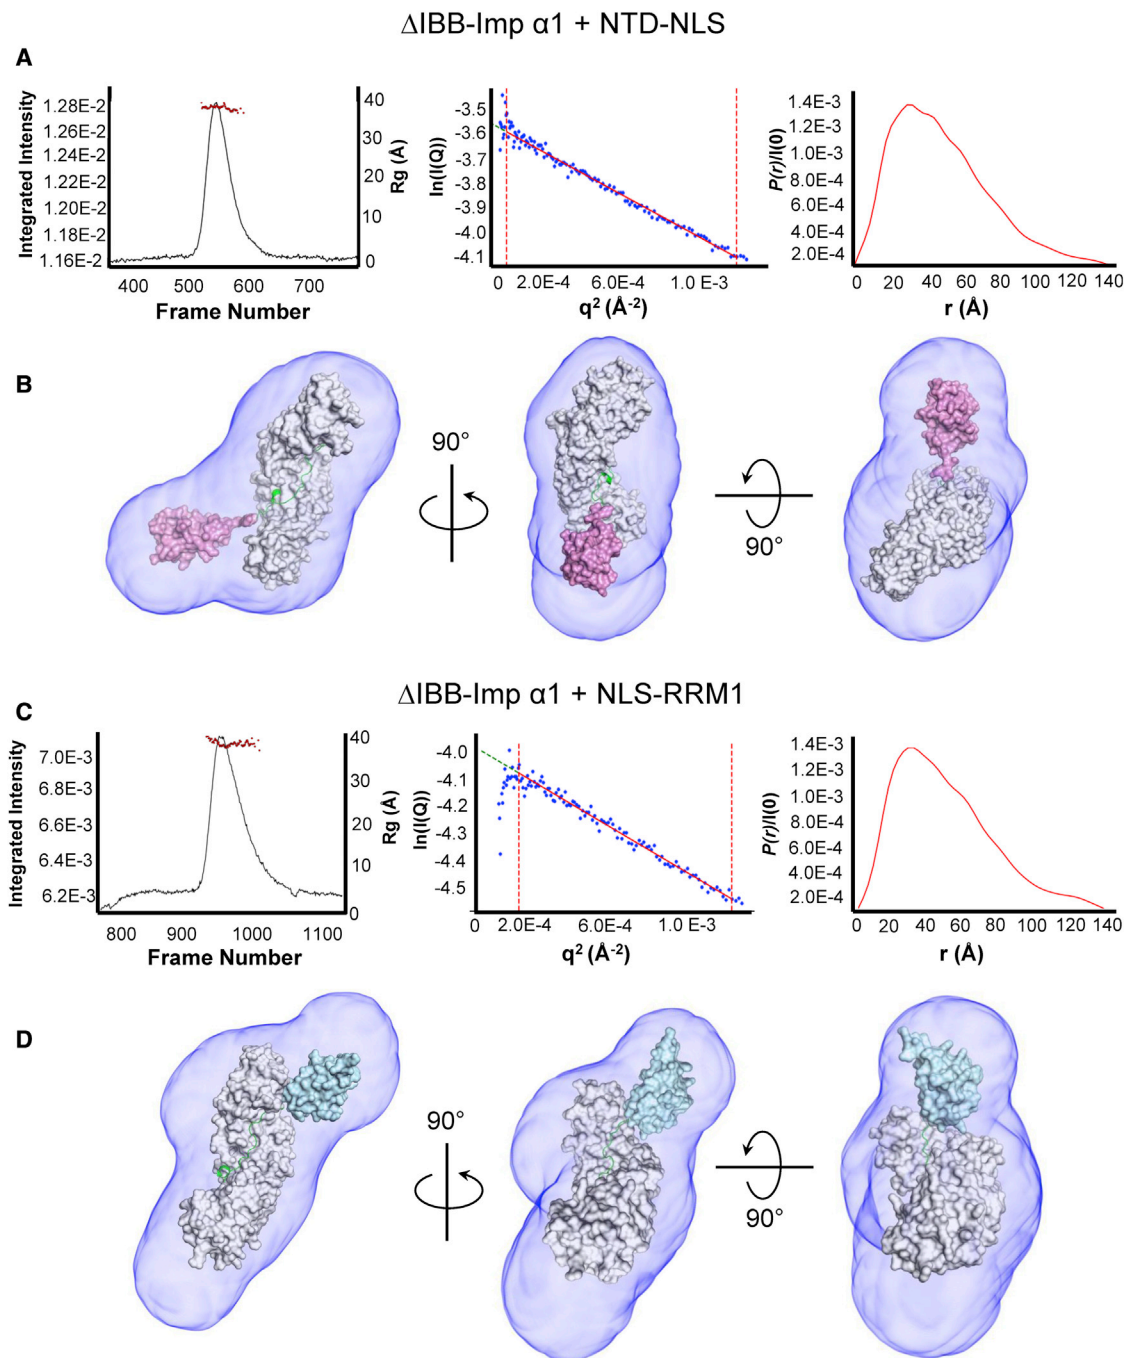 ΔIBB-Imp α1 + NTD-NLS
A
Integrated Intensity
1.28E-2
1.26E-2
1.24E-2
1.22E-2
1.20E-2
1.18E-2
1.16E-2
400 500 600 700
Frame Number
40
30
20
10
0
Rg (Å)
ln(I(Q))
-3.5
-3.6
-3.7
-3.8
-3.9
-4.0
-4.1
0 2.0E-4 6.0E-4 1.0 E-3
q² (Å⁻²)
P(r)/I(0)
1.4E-3
1.2E-3
1.0E-3
8.0E-4
6.0E-4
4.0E-4
2.0E-4
0 20 40 60 80 100 120 140
r (Å)
B
90°
90°
ΔIBB-Imp α1 + NLS-RRM1
C
Integrated Intensity
7.0E-3
6.8E-3
6.6E-3
6.4E-3
6.2E-3
800 900 1000 1100
Frame Number
40
30
20
10
0
Rg (Å)
ln(I(Q))
-4.0
-4.1
-4.2
-4.3
-4.4
-4.5
0 2.0E-4 6.0E-4 1.0 E-3
q² (Å⁻²)
P(r)/I(0)
1.4E-3
1.2E-3
1.0E-3
8.0E-4
6.0E-4
4.0E-4
2.0E-4
0 20 40 60 80 100 120 140
r (Å)
D
90°
90°